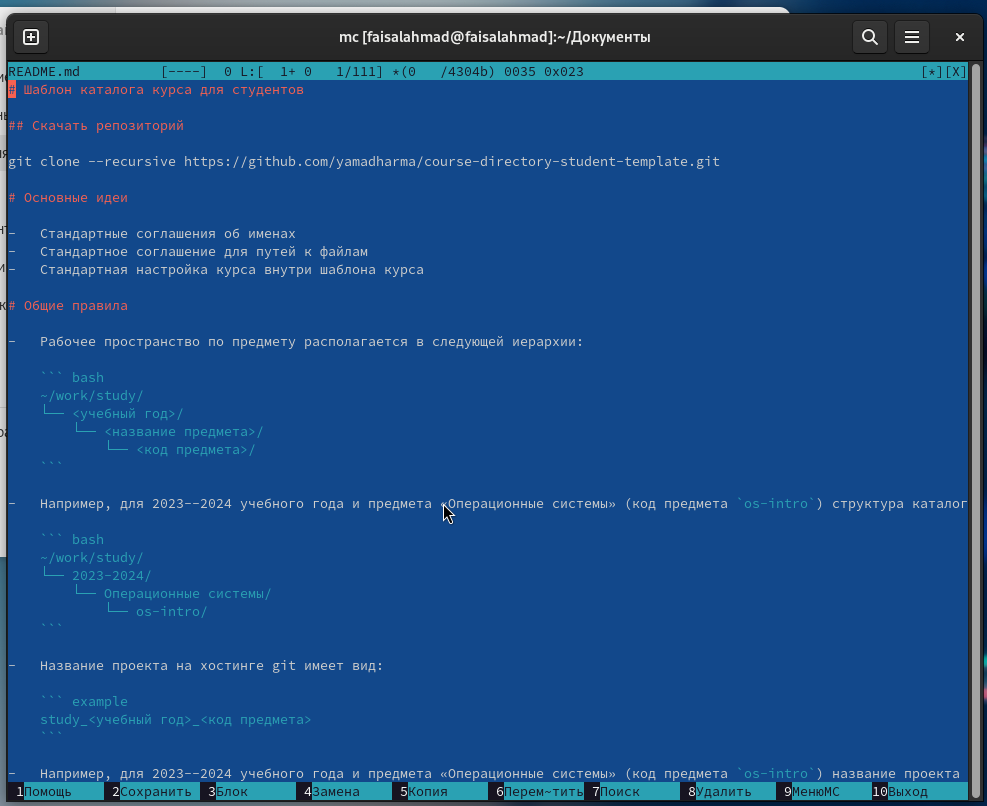 mc [faisalahmad@faisalahmad]:~/Документы
README.md [----] 0 L:[ 1+ 0 1/111] *(0 /4304b) 0035 0x023 [*][X]
# Шаблон каталога курса для студентов
## Скачать репозиторий
git clone --recursive https://github.com/yamadharma/course-directory-student-template.git
# Основные идеи
- Стандартные соглашения об именах
- Стандартное соглашение для путей к файлам
- Стандартная настройка курса внутри шаблона курса
# Общие правила
- Рабочее пространство по предмету располагается в следующей иерархии:
``` bash
~/work/study/
└── <учебный год>/
└── <название предмета>/
└── <код предмета>/
```
- Например, для 2023--2024 учебного года и предмета «Операционные системы» (код предмета `os-intro`) структура каталог
``` bash
~/work/study/
└── 2023-2024/
└── Операционные системы/
└── os-intro/
```
- Название проекта на хостинге git имеет вид:
``` example
study_<учебный год>_<код предмета>
```
- Например, для 2023--2024 учебного года и предмета «Операционные системы» (код предмета `os-intro`) название проекта
1Помощь 2Сохранить 3Блок 4Замена 5Копия 6Перем~тить 7Поиск 8Удалить 9МенюMC 10Выход